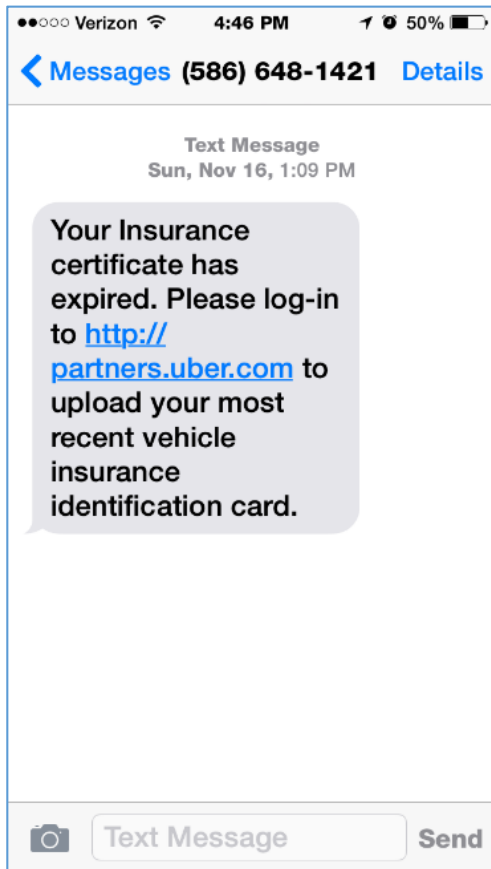 Verizon 4:46 PM 50%
Messages (586) 648-1421 Details
Text Message
Sun, Nov 16, 1:09 PM
Your Insurance
certificate has
expired. Please log-in
to http://
partners.uber.com to
upload your most
recent vehicle
insurance
identification card.
Text Message Send